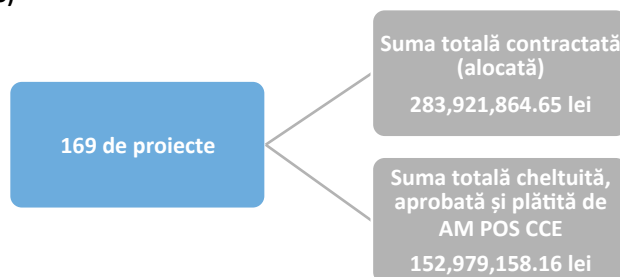 169 de proiecte
Suma totală contractată
(alocată)
283,921,864.65 lei
Suma totală cheltuită,
aprobată și plătită de
AM POS CCE
152,979,158.16 lei